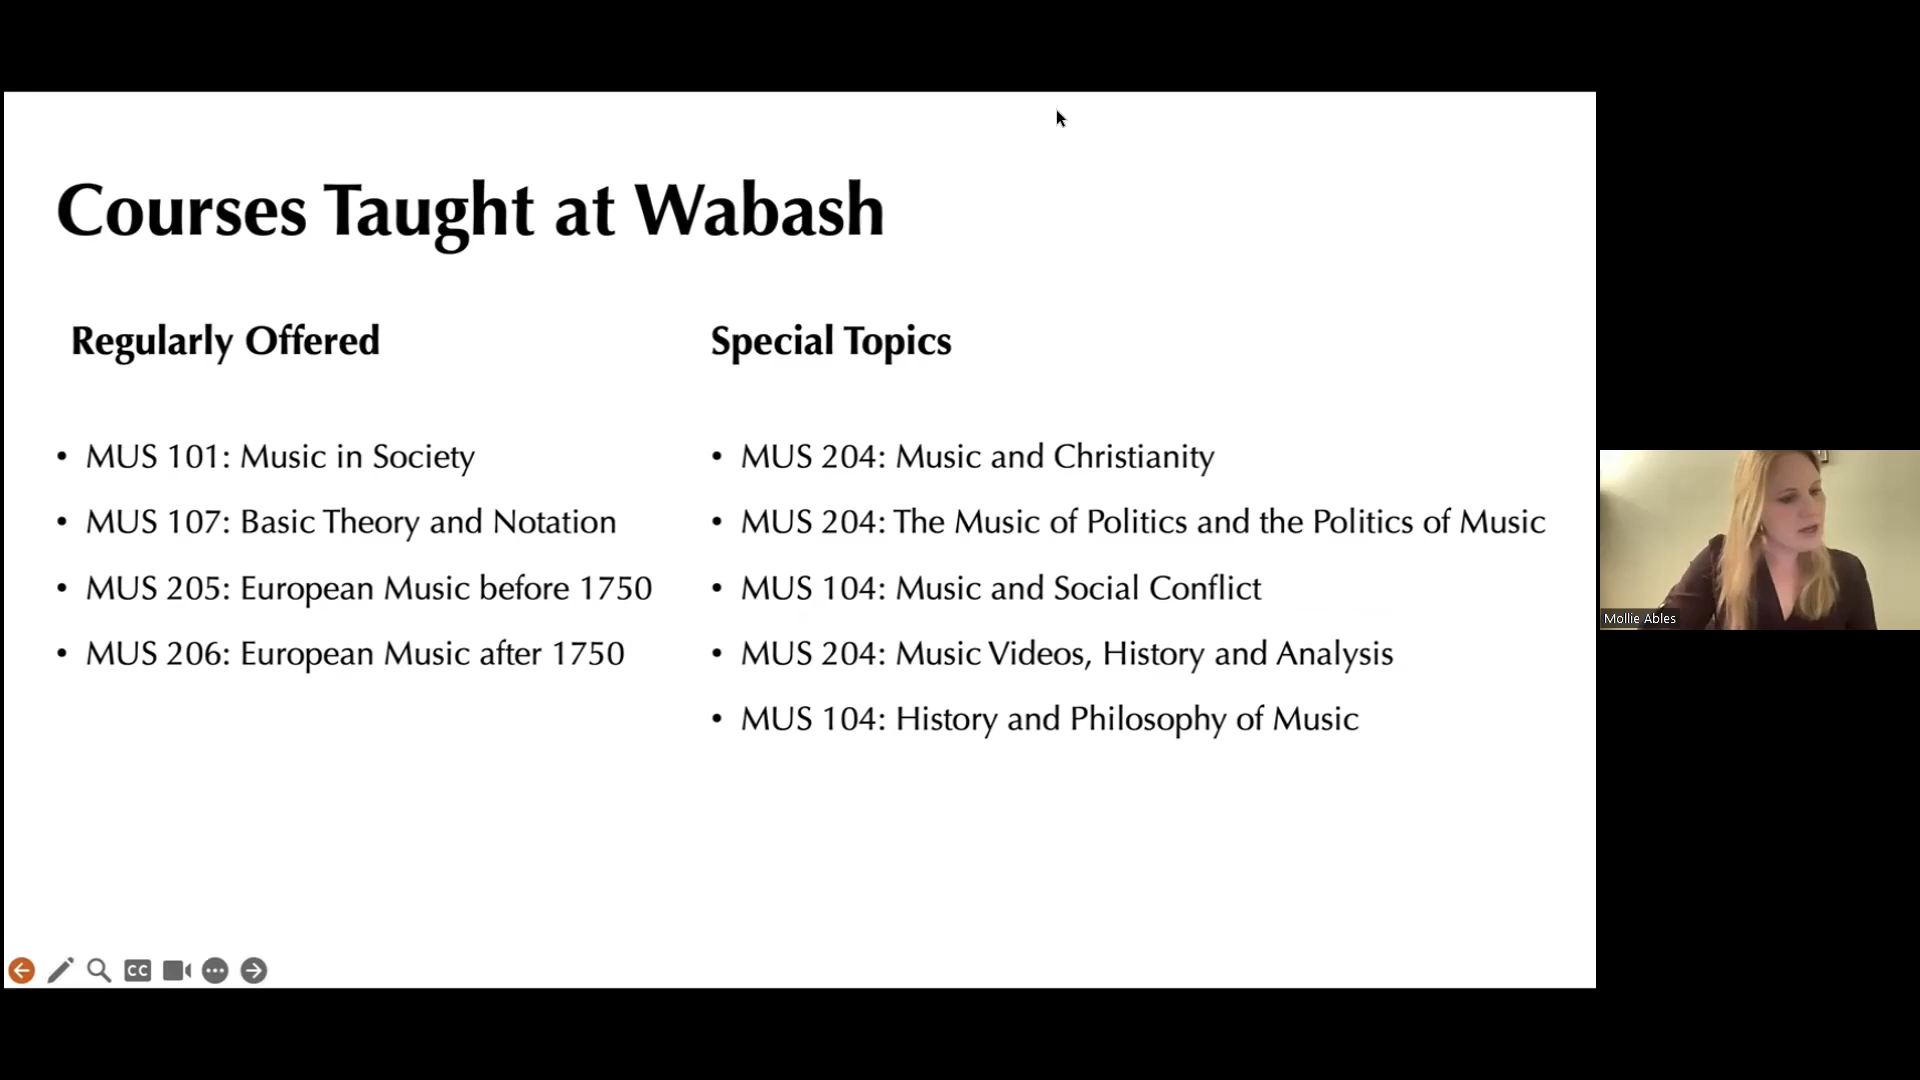 Courses Taught at Wabash
Regularly Offered
• MUS 101: Music in Society
• MUS 107: Basic Theory and Notation
• MUS 205: European Music before 1750
• MUS 206: European Music after 1750
Special Topics
• MUS 204: Music and Christianity
• MUS 204: The Music of Politics and the Politics of Music
• MUS 104: Music and Social Conflict
• MUS 204: Music Videos, History and Analysis
• MUS 104: History and Philosophy of Music
Mollie Ables
CC